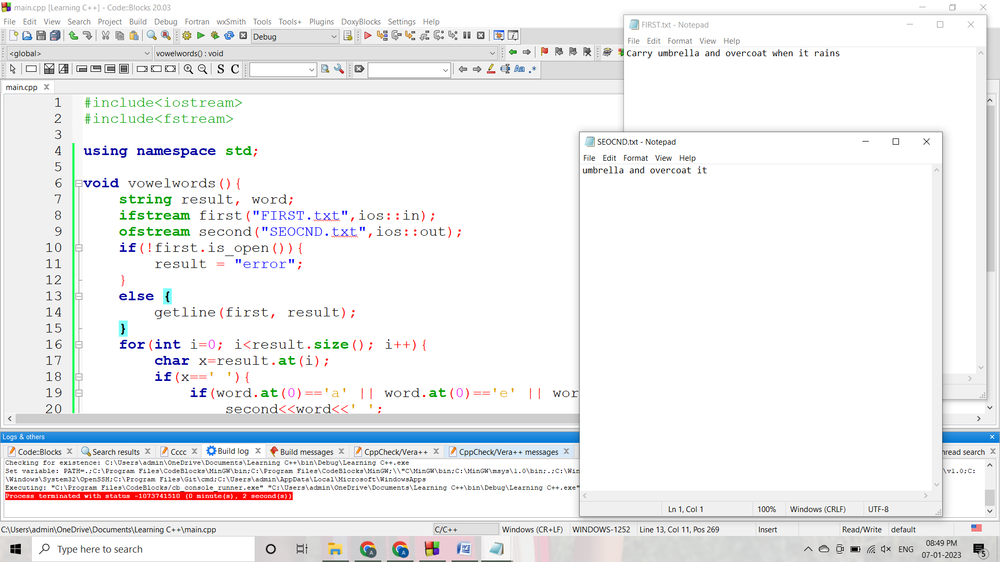 main.cpp [Learning C++] - Code::Blocks 20.03
File Edit View Search Project Build Debug Fortran wxSmith Tools Tools+ Plugins DoxyBlocks Settings Help
Debug
<global> vowelwords() : void
S C Aa .*
main.cpp
1 #include<iostream>
2 #include<fstream>
3
4 using namespace std;
5
6 void vowelwords(){
7 string result, word;
8 ifstream first("FIRST.txt",ios::in);
9 ofstream second("SEOCND.txt",ios::out);
10 if(!first.is_open()){
11 result = "error";
12 }
13 else {
14 getline(first, result);
15 }
16 for(int i=0; i<result.size(); i++){
17 char x=result.at(i);
18 if(x==' '){
19 if(word.at(0)=='a' || word.at(0)=='e' || wor
20 second<<word<<' ';
FIRST.txt - Notepad
File Edit Format View Help
Carry umbrella and overcoat when it rains
SEOCND.txt - Notepad
File Edit Format View Help
umbrella and overcoat it
Ln 1, Col 1 100% Windows (CRLF) UTF-8
Logs & others
Code::Blocks Search results Cccc Build log Build messages CppCheck/Vera++ CppCheck/Vera++ messages hread search
Checking for existence: C:\Users\admin\OneDrive\Documents\Learning C++\bin\Debug\Learning C++.exe
Set variable: PATH=.;C:\Program Files\CodeBlocks\MinGW\bin;C:\Program Files\CodeBlocks\MinGW;\\"C\MinGW\bin;C:\MinGW\msys\1.0\bin;.;C:\Win \v1.0;C:
\Windows\System32\OpenSSH;C:\Program Files\Git\cmd;C:\Users\admin\AppData\Local\Microsoft\WindowsApps
Executing: "C:\Program Files\CodeBlocks/cb_console_runner.exe" "C:\Users\admin\OneDrive\Documents\Learning C++\bin\Debug\Learning C++.exe"
Process terminated with status -1073741510 (0 minute(s), 2 second(s))
C:\Users\admin\OneDrive\Documents\Learning C++\main.cpp C/C++ Windows (CR+LF) WINDOWS-1252 Line 13, Col 11, Pos 269 Insert Read/Write default
Type here to search
A A W ENG
08:49 PM
07-01-2023
5